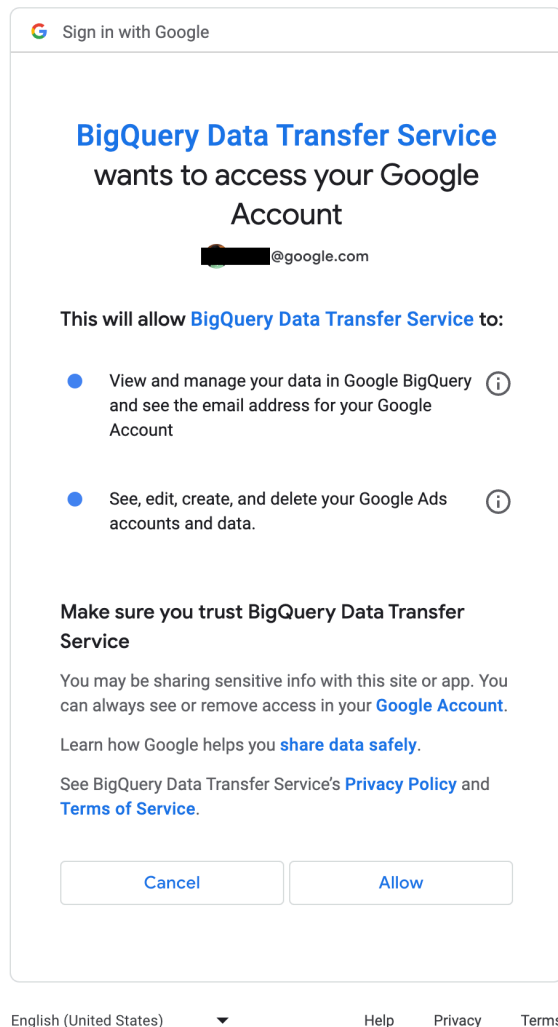 Sign in with Google
BigQuery Data Transfer Service
wants to access your Google
Account
@google.com
This will allow BigQuery Data Transfer Service to:
View and manage your data in Google BigQuery
and see the email address for your Google
Account
See, edit, create, and delete your Google Ads
accounts and data.
Make sure you trust BigQuery Data Transfer
Service
You may be sharing sensitive info with this site or app. You
can always see or remove access in your Google Account.
Learn how Google helps you share data safely.
See BigQuery Data Transfer Service’s Privacy Policy and
Terms of Service.
Cancel Allow
English (United States) Help Privacy Terms